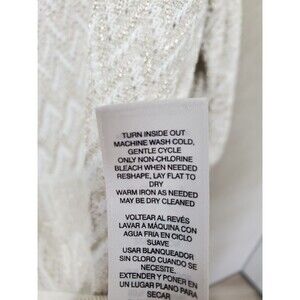 TURN INSIDE OUT
MACHINE WASH COLD,
GENTLE CYCLE
ONLY NON-CHLORINE
BLEACH WHEN NEEDED
RESHAPE, LAY FLAT TO
DRY
WARM IRON AS NEEDED
MAY BE DRY CLEANED
VOLTEAR AL REVÉS
LAVAR A MÁQUINA CON
AGUA FRIA EN CICLO
SUAVE
USAR BLANQUEADOR
SIN CLORO CUANDO SE
NECESITE.
EXTENDER Y PONER EN
UN LUGAR PLANO PARA
SECAR